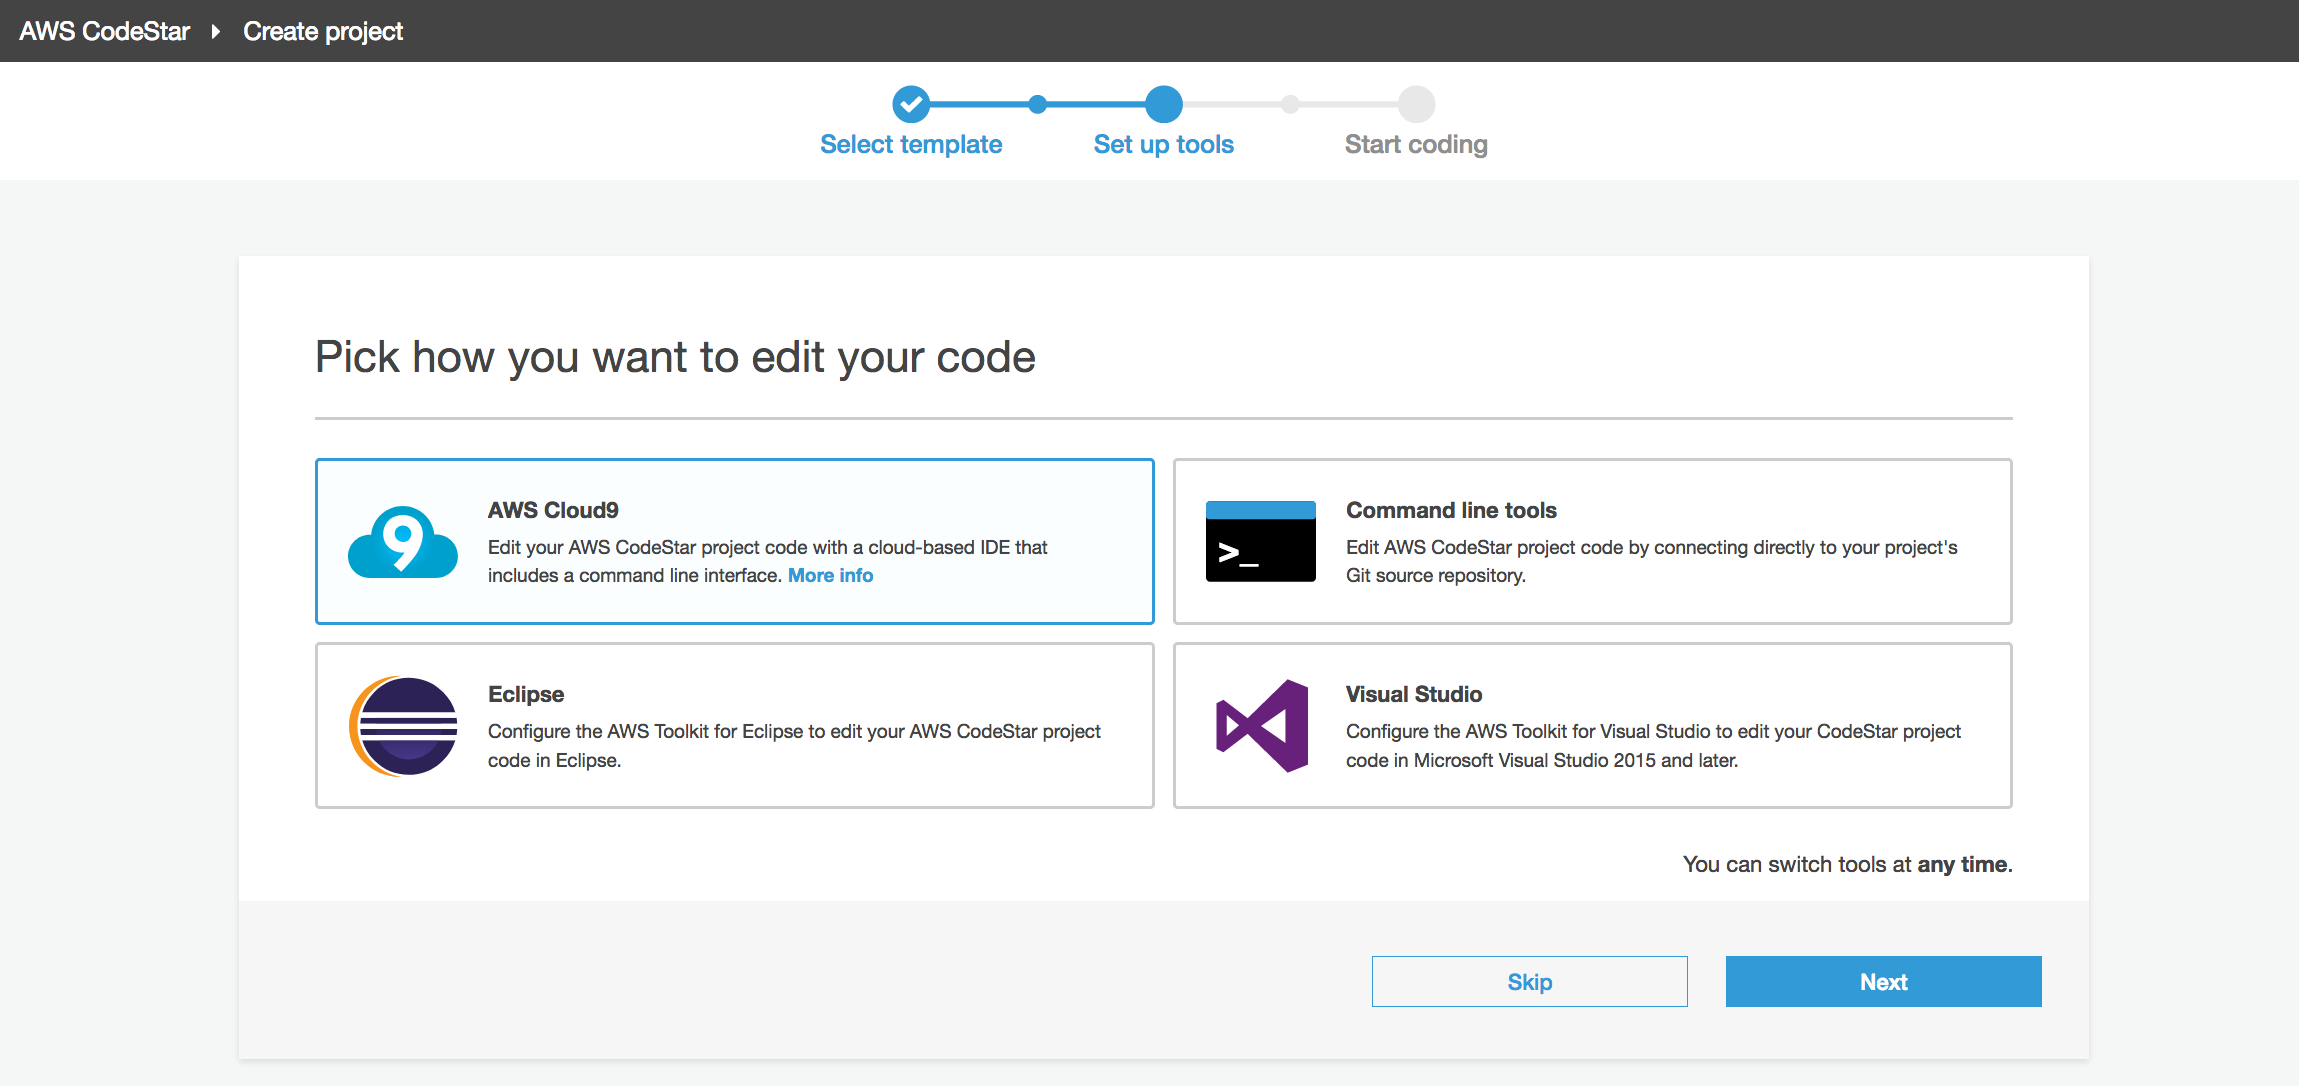 AWS CodeStar Create project
Select template
Set up tools
Start coding
Pick how you want to edit your code
9
AWS Cloud9
Edit your AWS CodeStar project code with a cloud-based IDE that
includes a command line interface. More info
>_
Command line tools
Edit AWS CodeStar project code by connecting directly to your project's
Git source repository.
Eclipse
Configure the AWS Toolkit for Eclipse to edit your AWS CodeStar project
code in Eclipse.
Visual Studio
Configure the AWS Toolkit for Visual Studio to edit your CodeStar project
code in Microsoft Visual Studio 2015 and later.
You can switch tools at any time.
Skip
Next